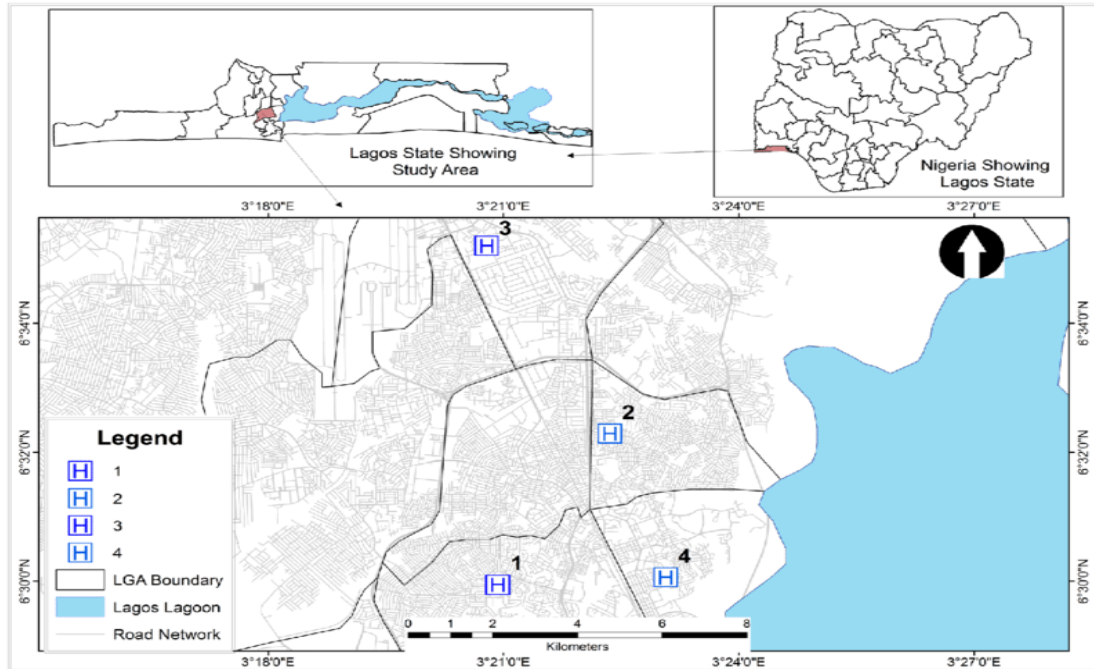 Lagos State Showing
Study Area
Nigeria Showing
Lagos State
3°18'0"E
3°21'0"E
3°24'0"E
3°27'0"E
3
6°34'0"N
6°34'0"N
2
6°32'0"N
6°32'0"N
Legend
H 1
H 2
H 3
H 4
LGA Boundary
Lagos Lagoon
Road Network
1
4
6°30'0"N
6°30'0"N
H
H
H
H
0 1 2 4 6 8
Kilometers
3°18'0"E
3°21'0"E
3°24'0"E
3°27'0"E